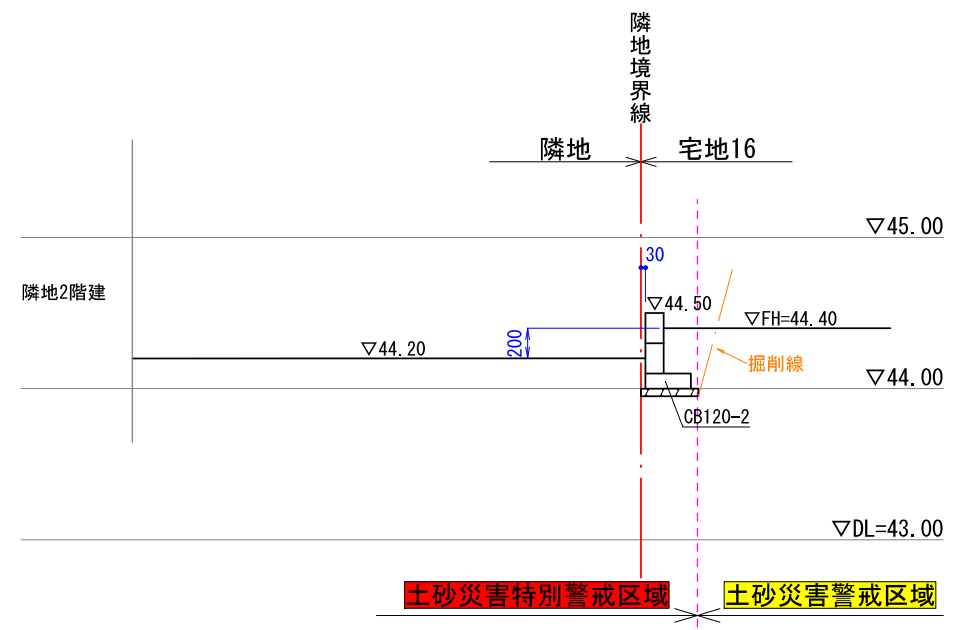 隣地境界線
隣地
宅地16
▽45.00
30
隣地2階建
▽44.50
▽FH=44.40
200
▽44.20
掘削線
▽44.00
CB120-2
▽DL=43.00
土砂災害特別警戒区域
土砂災害警戒区域